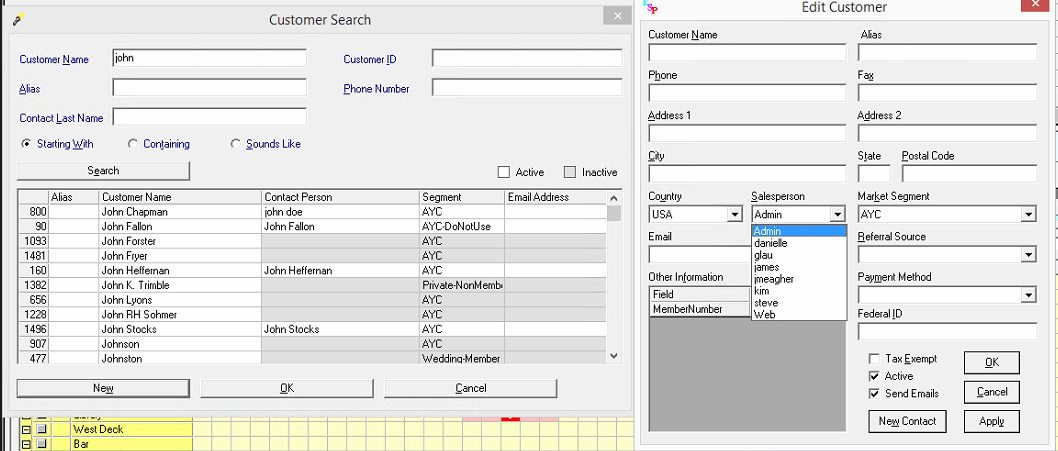 Customer Search
Customer Name john Customer ID
Alias Phone Number
Contact Last Name
Starting With Containing Sounds Like
Search Active Inactive
Alias Customer Name Contact Person Segment Email Address
800 John Chapman john doe AYC
90 John Fallon John Fallon AYC-DoNotUse
1093 John Forster AYC
1481 John Fryer AYC
160 John Heffernan John Heffernan AYC
1382 John K. Trimble Private-NonMemb
656 John Lyons AYC
1228 John RH Sohmer AYC
1496 John Stocks John Stocks AYC
907 Johnson AYC
477 Johnston Wedding-Member
New OK Cancel
West Deck
Bar
SP
Edit Customer
Customer Name Alias
Phone Fax
Address 1 Address 2
City State Postal Code
Country Salesperson Market Segment
USA Admin AYC
Admin
danielle
glau
james
jmeagher
kim
steve
Web
Email Referral Source
Other Information Payment Method
Field
MemberNumber
Federal ID
Tax Exempt OK
Active
Send Emails Cancel
New Contact Apply